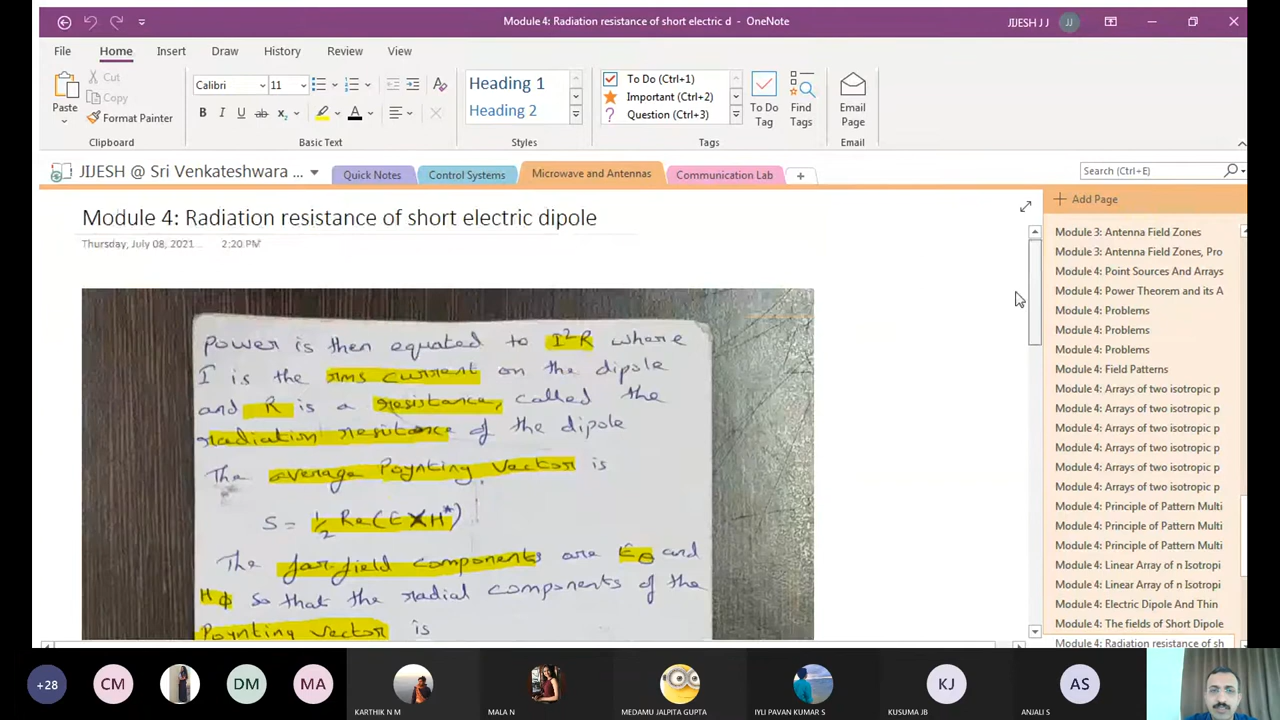 Module 4: Radiation resistance of short electric d - OneNote
JIJESH J J
JJ
File
Home
Insert
Draw
History
Review
View
Paste
Cut
Copy
Format Painter
Clipboard
Calibri
11
B I U ab x₂
A
Basic Text
Heading 1
Heading 2
Styles
To Do (Ctrl+1)
Important (Ctrl+2)
Question (Ctrl+3)
To Do
Tag
Find
Tags
Tags
Email
Page
Email
JIJESH @ Sri Venkateshwara ...
Quick Notes
Control Systems
Microwave and Antennas
Communication Lab
Search (Ctrl+E)
Module 4: Radiation resistance of short electric dipole
Thursday, July 08, 2021
2:20 PM
Power is then equated to I²R where
I is the rms current on the dipole
and R is a resistance, called the
radiation resistance of the dipole
The average Poynting Vector is
S = ½ Re(E×H*)
The far-field components are Eθ and
Hϕ so that the radial components of the
Poynting Vector is
Add Page
Module 3: Antenna Field Zones
Module 3: Antenna Field Zones, Pro
Module 4: Point Sources And Arrays
Module 4: Power Theorem and its A
Module 4: Problems
Module 4: Problems
Module 4: Problems
Module 4: Field Patterns
Module 4: Arrays of two isotropic p
Module 4: Arrays of two isotropic p
Module 4: Arrays of two isotropic p
Module 4: Arrays of two isotropic p
Module 4: Arrays of two isotropic p
Module 4: Arrays of two isotropic p
Module 4: Principle of Pattern Multi
Module 4: Principle of Pattern Multi
Module 4: Principle of Pattern Multi
Module 4: Linear Array of n Isotropi
Module 4: Linear Array of n Isotropi
Module 4: Electric Dipole And Thin
Module 4: The fields of Short Dipole
Module 4: Radiation resistance of sh
+28
CM
DM
MA
KARTHIK N M
MALA N
MEDAMU JALPITA GUPTA
IYLI PAVAN KUMAR S
KJ
KUSUMA JB
AS
ANJALI S